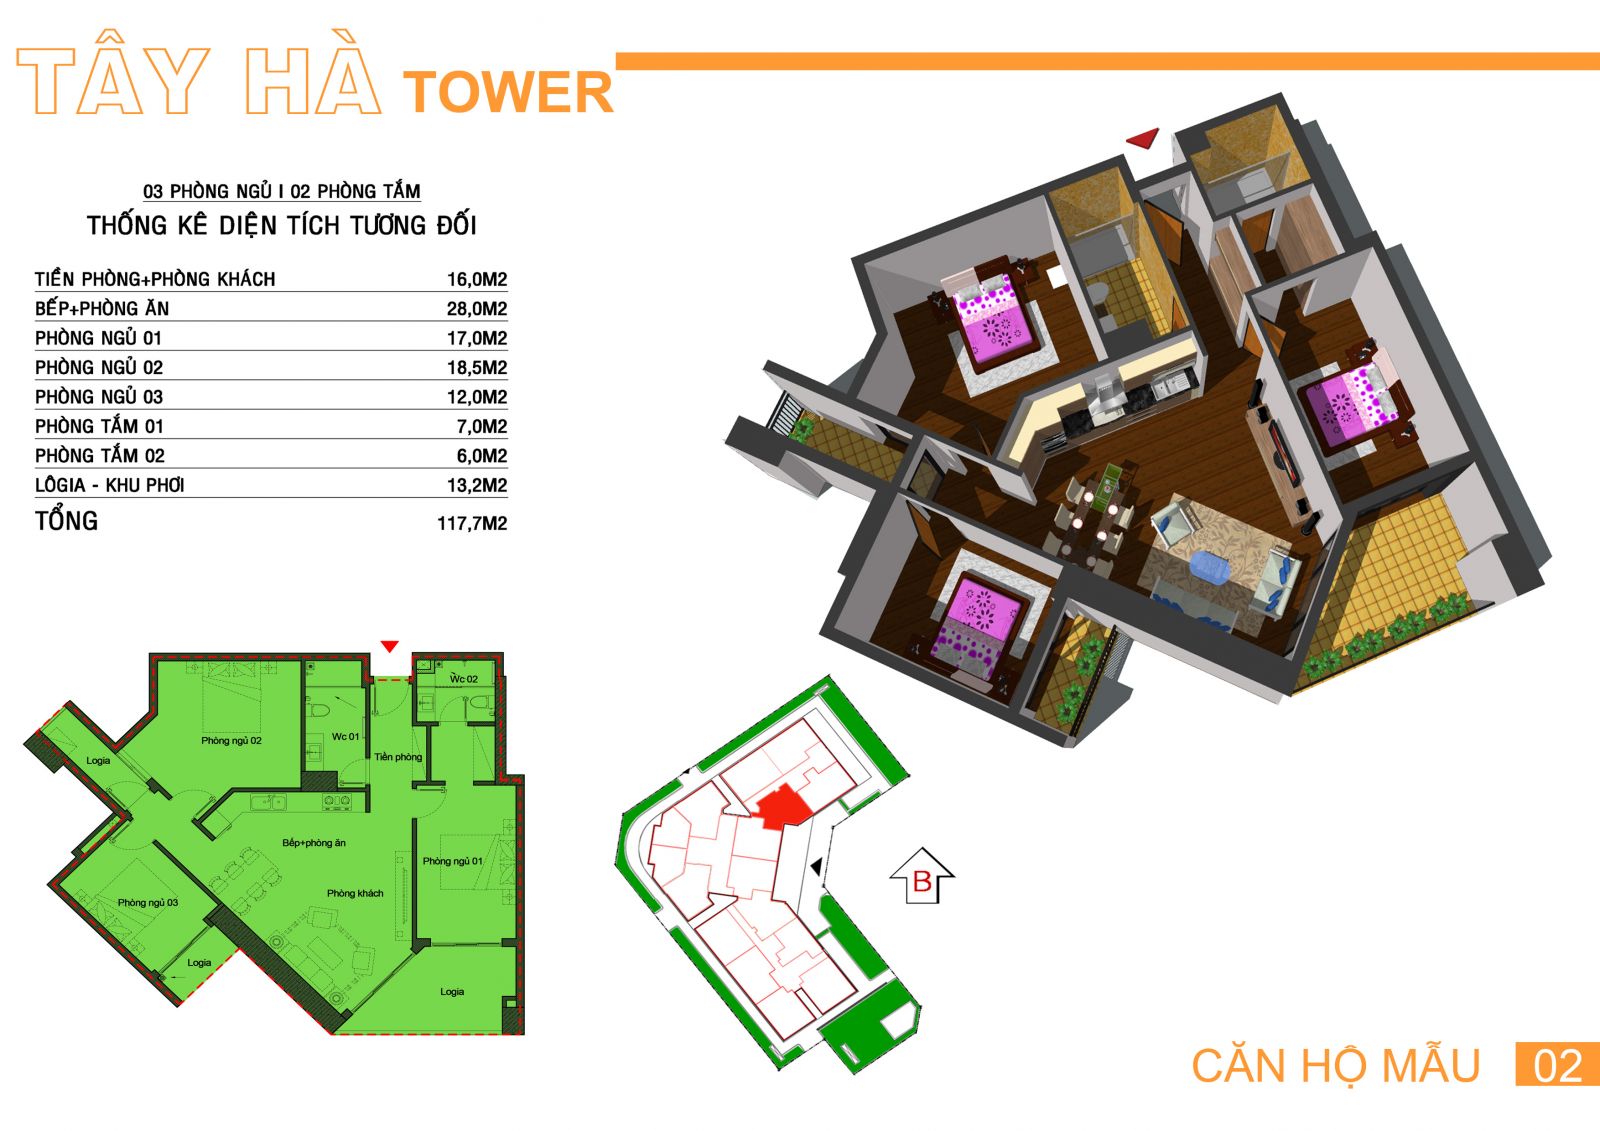 TÂY HÀ TOWER
03 PHÒNG NGỦ I 02 PHÒNG TẮM
THỐNG KÊ DIỆN TÍCH TƯƠNG ĐỐI
TIỀN PHÒNG+PHÒNG KHÁCH 16,0M2
BẾP+PHÒNG ĂN 28,0M2
PHÒNG NGỦ 01 17,0M2
PHÒNG NGỦ 02 18,5M2
PHÒNG NGỦ 03 12,0M2
PHÒNG TẮM 01 7,0M2
PHÒNG TẮM 02 6,0M2
LÔGIA - KHU PHƠI 13,2M2
TỔNG 117,7M2
Wc 02
Phòng ngủ 02
Wc 01
Tiền phòng
Logia
Bếp+phòng ăn
Phòng ngủ 01
Phòng khách
Phòng ngủ 03
Logia
Logia
B
CĂN HỘ MẪU 02